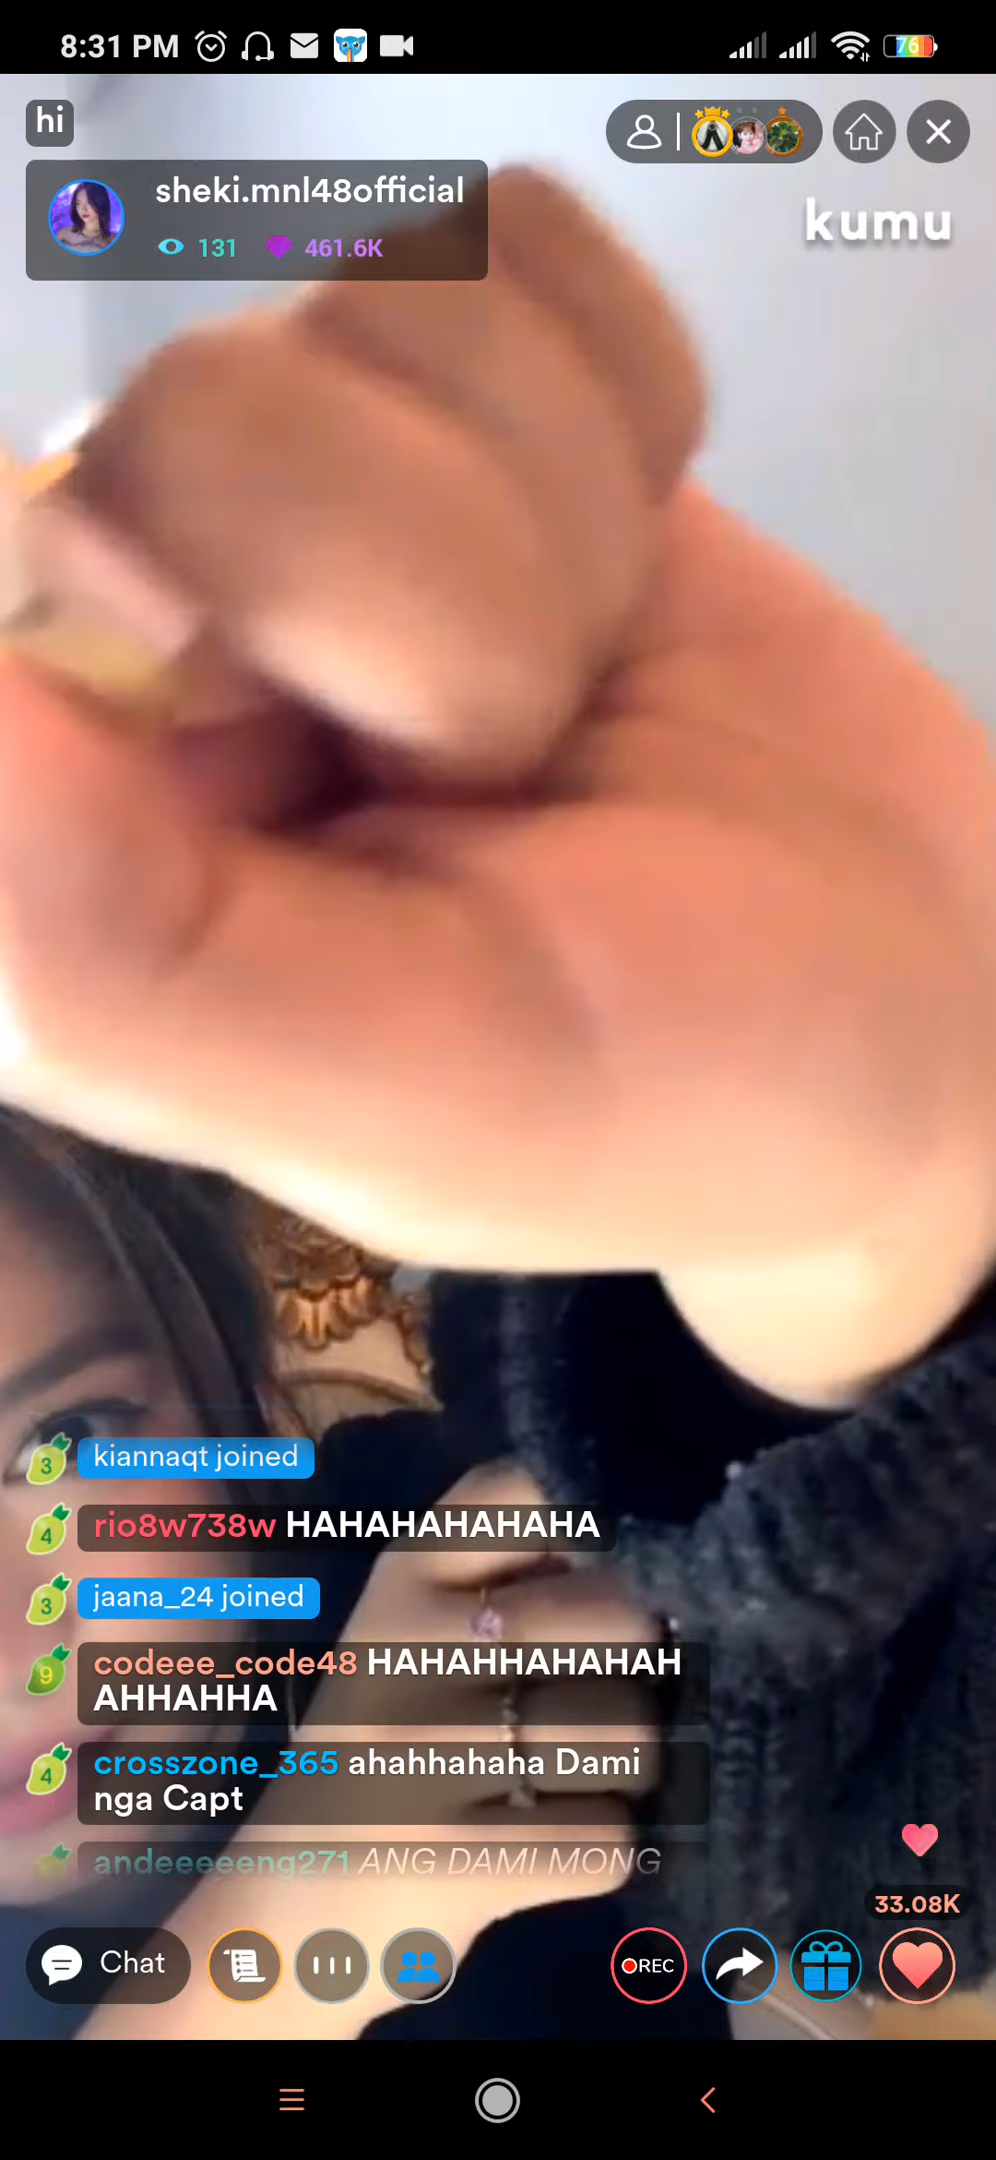 8:31 PM
76
hi
sheki.mnl48official
131 461.6K
kumu
3 kiannaqt joined
4 rio8w738w HAHAHAHAHAHA
3 jaana_24 joined
9 codeee_code48 HAHAHHAHAHAH
AHHAHHA
4 crosszone_365 ahahhahaha Dami
nga Capt
andeeeeeng271 ANG DAMI MONG
33.08K
Chat
REC